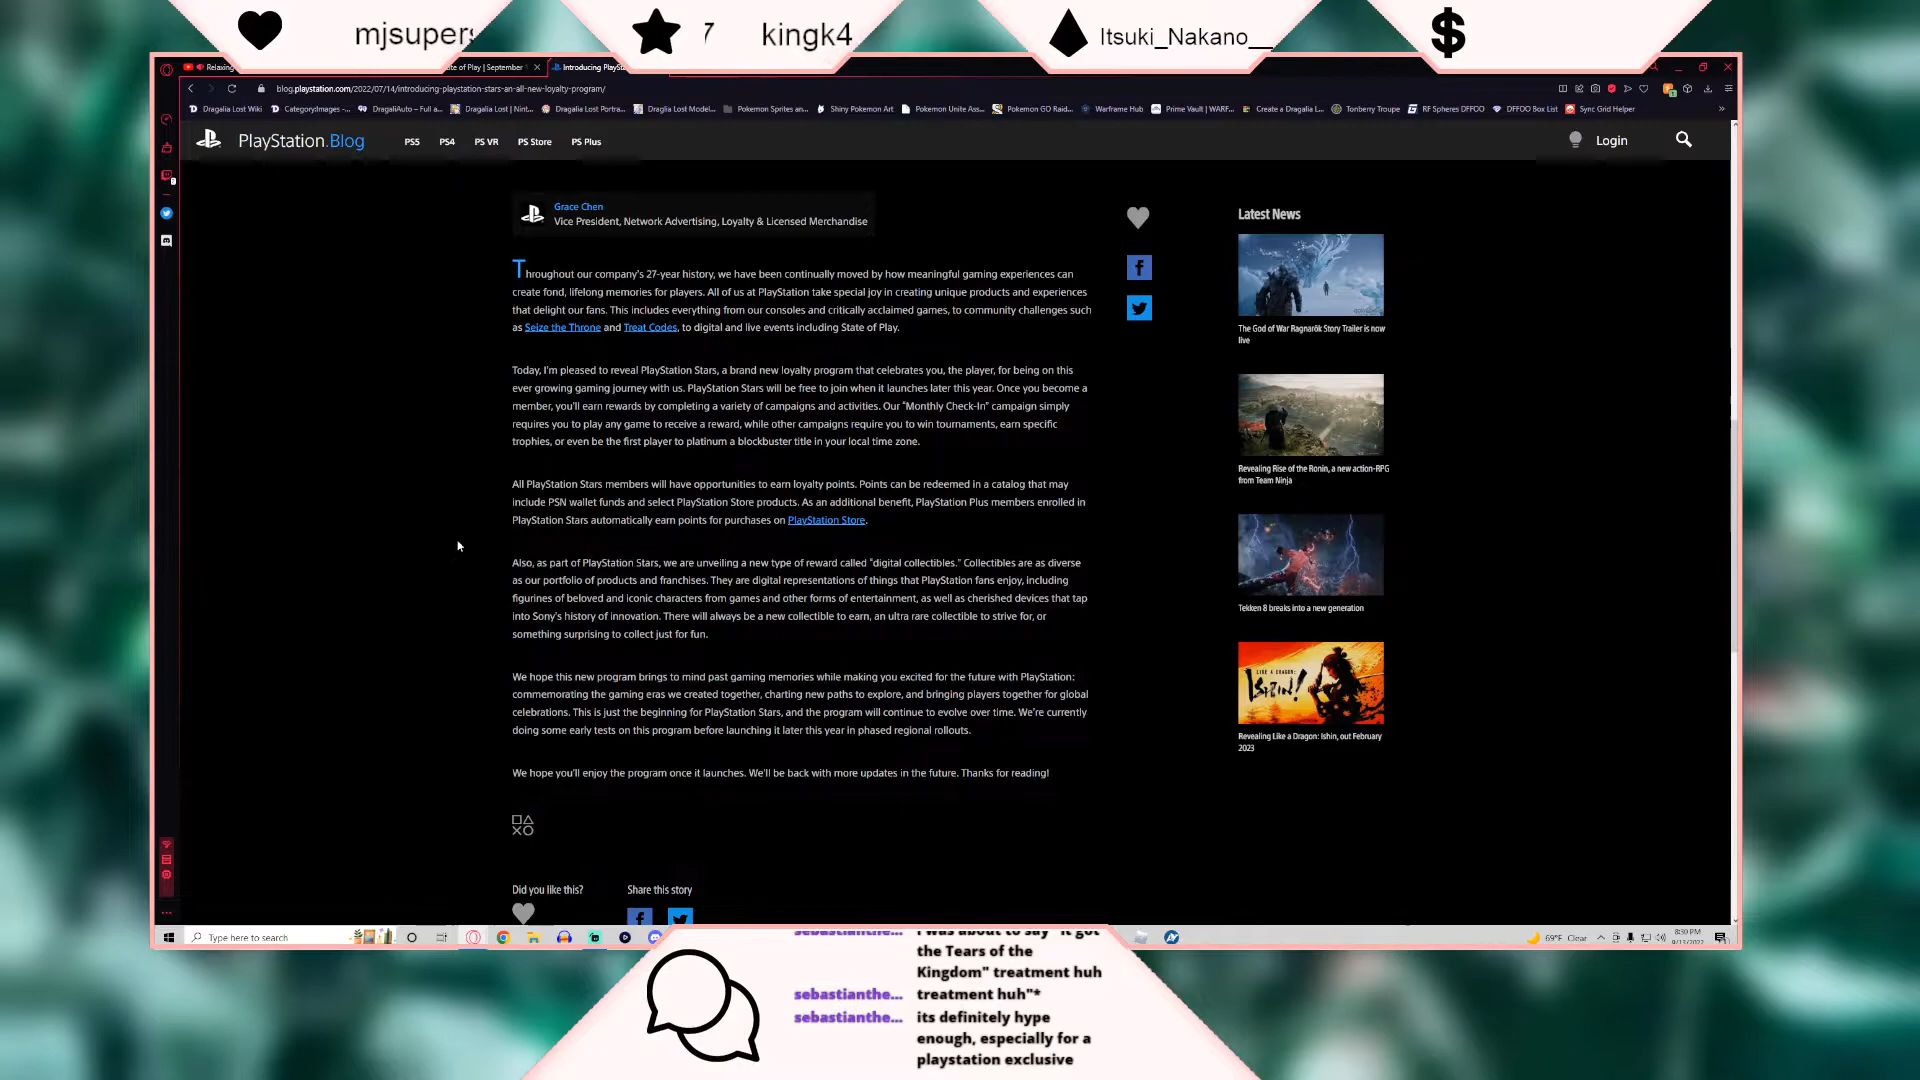 mjsupers
7
kingk4
Itsuki_Nakano__
$
Relaxing
ate of Play | September
Introducing PlaySta
blog.playstation.com/2022/07/14/introducing-playstation-stars-an-all-new-loyalty-program/
Dragalia Lost Wiki
CategoryImages -...
DragaliAuto – Full a...
Dragalia Lost | Nint...
Dragalia Lost Portra...
Draglia Lost Model...
Pokemon Sprites an...
Shiny Pokemon Art
Pokemon Unite Ass...
Pokemon GO Raid...
Warframe Hub
Prime Vault | WARF...
Create a Dragalia L...
Tonberry Troupe
RF Spheres DFFOO
DFFOO Box List
Sync Grid Helper
PlayStation.Blog
PS5
PS4
PS VR
PS Store
PS Plus
Login
Grace Chen
Vice President, Network Advertising, Loyalty & Licensed Merchandise
Throughout our company's 27-year history, we have been continually moved by how meaningful gaming experiences can
create fond, lifelong memories for players. All of us at PlayStation take special joy in creating unique products and experiences
that delight our fans. This includes everything from our consoles and critically acclaimed games, to community challenges such
as Seize the Throne and Treat Codes, to digital and live events including State of Play.
Today, I'm pleased to reveal PlayStation Stars, a brand new loyalty program that celebrates you, the player, for being on this
ever growing gaming journey with us. PlayStation Stars will be free to join when it launches later this year. Once you become a
member, you'll earn rewards by completing a variety of campaigns and activities. Our "Monthly Check-In" campaign simply
requires you to play any game to receive a reward, while other campaigns require you to win tournaments, earn specific
trophies, or even be the first player to platinum a blockbuster title in your local time zone.
All PlayStation Stars members will have opportunities to earn loyalty points. Points can be redeemed in a catalog that may
include PSN wallet funds and select PlayStation Store products. As an additional benefit, PlayStation Plus members enrolled in
PlayStation Stars automatically earn points for purchases on PlayStation Store.
Also, as part of PlayStation Stars, we are unveiling a new type of reward called "digital collectibles." Collectibles are as diverse
as our portfolio of products and franchises. They are digital representations of things that PlayStation fans enjoy, including
figurines of beloved and iconic characters from games and other forms of entertainment, as well as cherished devices that tap
into Sony's history of innovation. There will always be a new collectible to earn, an ultra rare collectible to strive for, or
something surprising to collect just for fun.
We hope this new program brings to mind past gaming memories while making you excited for the future with PlayStation:
commemorating the gaming eras we created together, charting new paths to explore, and bringing players together for global
celebrations. This is just the beginning for PlayStation Stars, and the program will continue to evolve over time. We're currently
doing some early tests on this program before launching it later this year in phased regional rollouts.
We hope you'll enjoy the program once it launches. We'll be back with more updates in the future. Thanks for reading!
Did you like this?
Share this story
Latest News
The God of War Ragnarök Story Trailer is now
live
Revealing Rise of the Ronin, a new action-RPG
from Team Ninja
Tekken 8 breaks into a new generation
LIKE A DRAGON
ISHIN!
Revealing Like a Dragon: Ishin, out February
2023
Type here to search
69°F Clear
8:30 PM
9/13/2022
sebastianthe...
I was about to say "it got
the Tears of the
Kingdom" treatment huh
sebastianthe...
treatment huh"*
sebastianthe...
its definitely hype
enough, especially for a
playstation exclusive